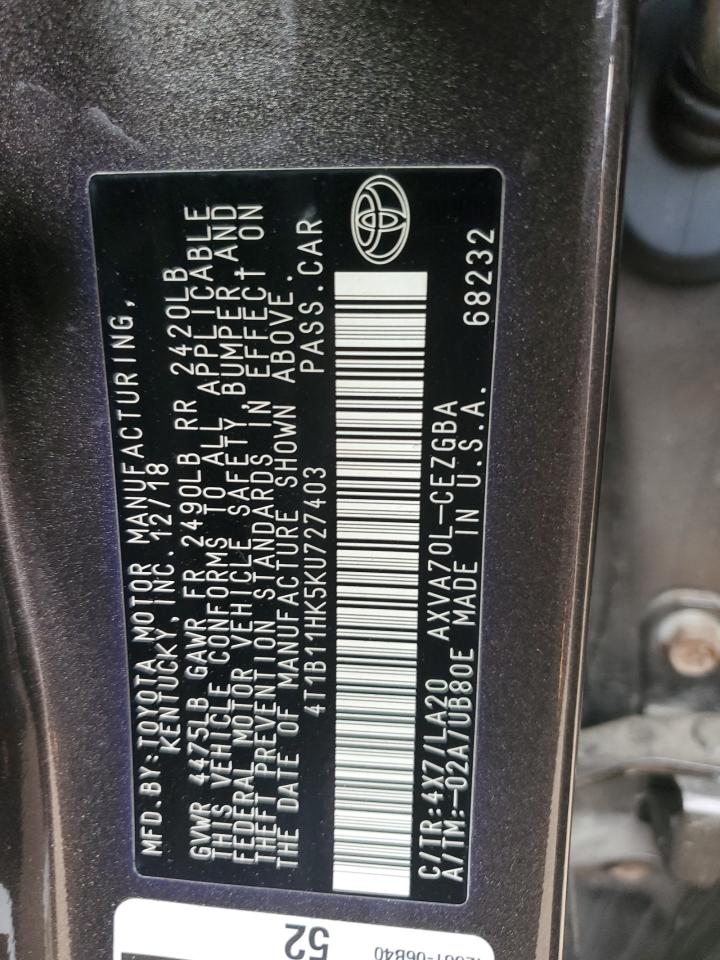 MFD.BY:TOYOTA MOTOR MANUFACTURING,
KENTUCKY, INC. 12/18
GVWR 4475LB GAWR FR 2490LB RR 2420LB
THIS VEHICLE CONFORMS TO ALL APPLICABLE
FEDERAL MOTOR VEHICLE SAFETY, BUMPER, AND
THEFT PREVENTION STANDARDS IN EFFECT ON
THE DATE OF MANUFACTURE SHOWN ABOVE.
4T1B11HK5KU727403 PASS.CAR
C/TR:4X7/LA20 AXVA70L-CEZGBA
A/TM:-02A/UB80E MADE IN U.S.A. 68232
52